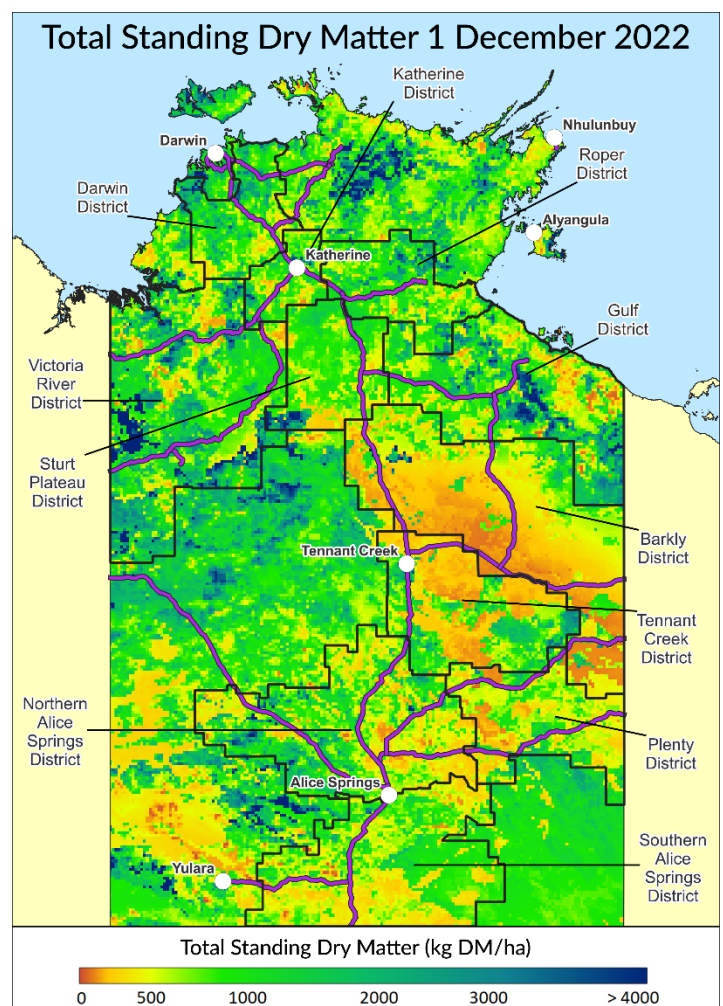 Total Standing Dry Matter 1 December 2022
Katherine
District
Darwin
Nhulunbuy
Roper
District
Darwin
District
Alyangula
Katherine
Gulf
District
Victoria
River
District
Sturt
Plateau
District
Barkly
District
Tennant Creek
Tennant
Creek
District
Northern
Alice
Springs
District
Plenty
District
Alice Springs
Southern
Alice
Springs
District
Yulara
Total Standing Dry Matter (kg DM/ha)
0 500 1000 2000 3000 > 4000